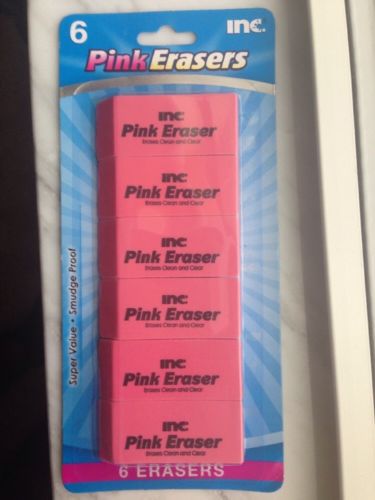 6
inc.
Pink Erasers
inc
Pink Eraser
Erases Clean and Clear
inc
Pink Eraser
Erases Clean and Clear
inc
Pink Eraser
Erases Clean and Clear
inc
Pink Eraser
Erases Clean and Clear
inc
Pink Eraser
Erases Clean and Clear
inc
Pink Eraser
Erases Clean and Clear
Super Value • Smudge Proof
6 ERASERS